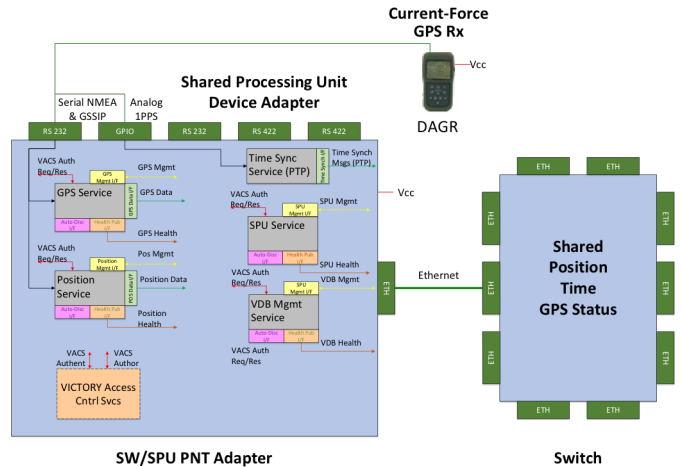 Current-Force
GPS Rx
Vcc
DAGR
Shared Processing Unit
Device Adapter
Serial NMEA
& GSSIP
Analog
1PPS
RS 232
GPIO
RS 232
RS 422
RS 422
VACS Auth
Req/Res
GPS
Mgmt I/F
GPS Mgmt
GPS Service
GPS Data I/F
GPS Data
Auto-Disc
I/F
Health Pub
I/F
GPS Health
Time Sync
Service (PTP)
Time Synch I/F
Time Synch
Msgs (PTP)
Vcc
VACS Auth
Req/Res
SPU
Mgmt I/F
SPU Mgmt
SPU Service
Auto-Disc
I/F
Health Pub
I/F
SPU Health
VACS Auth
Req/Res
Position
Mgmt I/F
Pos Mgmt
Position
Service
POS Data I/F
Position Data
Auto-Disc
I/F
Health Pub
I/F
Position
Health
VACS Auth
Req/Res
SPU
Mgmt I/F
VDB Mgmt
VDB Mgmt
Service
Auto-Disc
I/F
Health Pub
I/F
VDB Health
VACS Auth
Req/Res
VACS
Authent
VACS
Author
VICTORY Access
Cntrl Svcs
ETH
Ethernet
ETH
ETH
ETH
ETH
ETH
ETH
ETH
ETH
ETH
ETH
Shared
Position
Time
GPS Status
SW/SPU PNT Adapter
Switch